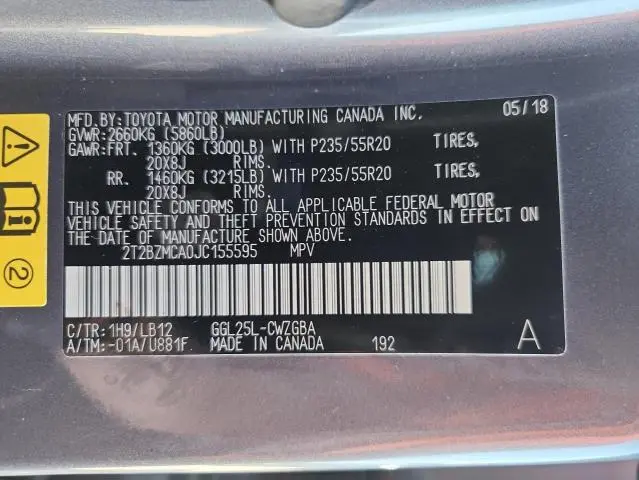 MFD.BY:TOYOTA MOTOR MANUFACTURING CANADA INC. 05/18
GVWR:2660KG (5860LB)
GAWR:FRT. 1360KG (3000LB) WITH P235/55R20 TIRES,
20X8J RIMS.
RR. 1460KG (3215LB) WITH P235/55R20 TIRES,
20X8J RIMS.
THIS VEHICLE CONFORMS TO ALL APPLICABLE FEDERAL MOTOR
VEHICLE SAFETY AND THEFT PREVENTION STANDARDS IN EFFECT ON
THE DATE OF MANUFACTURE SHOWN ABOVE.
2T2BZMCA0JC155595 MPV
C/TR:1H9/LB12 GGL25L-CWZGBA
A/TM:-01A/U881F MADE IN CANADA 192 A
2